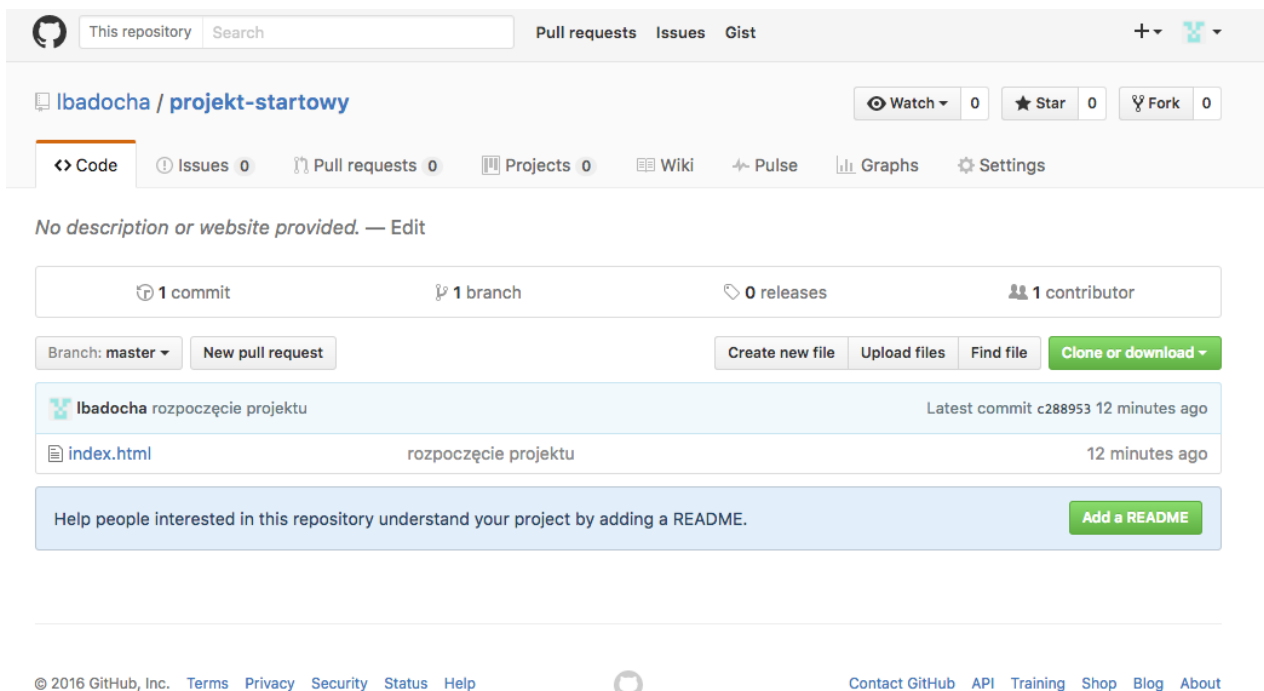 This repository Search Pull requests Issues Gist
lbadocha / projekt-startowy Watch 0 Star 0 Fork 0
Code Issues 0 Pull requests 0 Projects 0 Wiki Pulse Graphs Settings
No description or website provided. — Edit
1 commit 1 branch 0 releases 1 contributor
Branch: master New pull request Create new file Upload files Find file Clone or download
lbadocha rozpoczęcie projektu Latest commit c288953 12 minutes ago
index.html rozpoczęcie projektu 12 minutes ago
Help people interested in this repository understand your project by adding a README. Add a README
© 2016 GitHub, Inc. Terms Privacy Security Status Help Contact GitHub API Training Shop Blog About